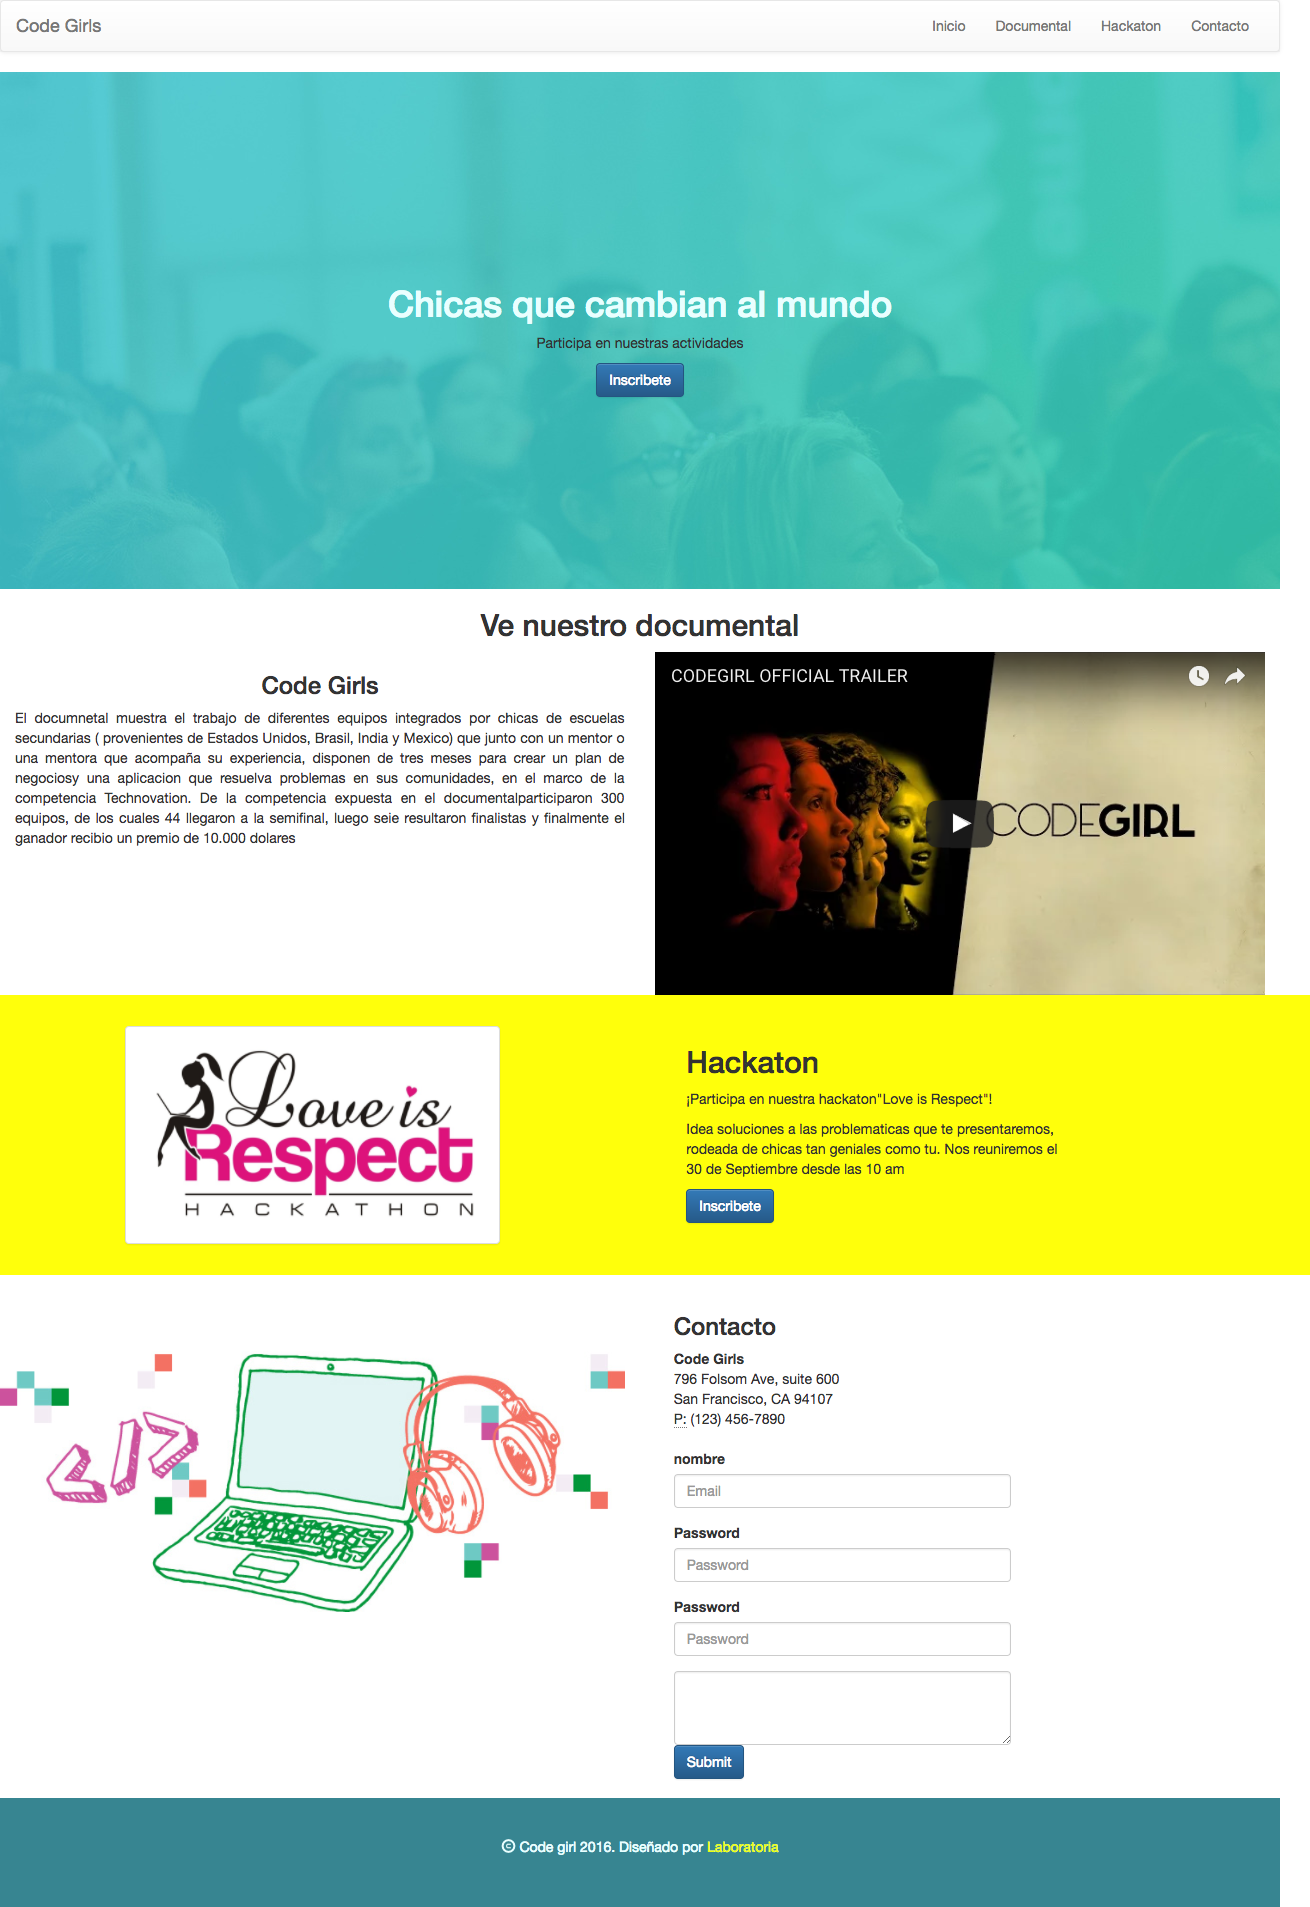 Code Girls
Inicio
Documental
Hackaton
Contacto
Chicas que cambian al mundo
Participa en nuestras actividades
Inscribete
Ve nuestro documental
Code Girls
El documnetal muestra el trabajo de diferentes equipos integrados por chicas de escuelas
secundarias ( provenientes de Estados Unidos, Brasil, India y Mexico) que junto con un mentor o
una mentora que acompaña su experiencia, disponen de tres meses para crear un plan de
negociosy una aplicacion que resuelva problemas en sus comunidades, en el marco de la
competencia Technovation. De la competencia expuesta en el documentalparticiparon 300
equipos, de los cuales 44 llegaron a la semifinal, luego seie resultaron finalistas y finalmente el
ganador recibio un premio de 10.000 dolares
CODEGIRL OFFICIAL TRAILER
CODEGIRL
Love is
Respect
HACKATHON
Hackaton
¡Participa en nuestra hackaton"Love is Respect"!
Idea soluciones a las problematicas que te presentaremos,
rodeada de chicas tan geniales como tu. Nos reuniremos el
30 de Septiembre desde las 10 am
Inscribete
</>
Contacto
Code Girls
796 Folsom Ave, suite 600
San Francisco, CA 94107
P: (123) 456-7890
nombre
Email
Password
Password
Password
Password
Submit
© Code girl 2016. Diseñado por Laboratoria